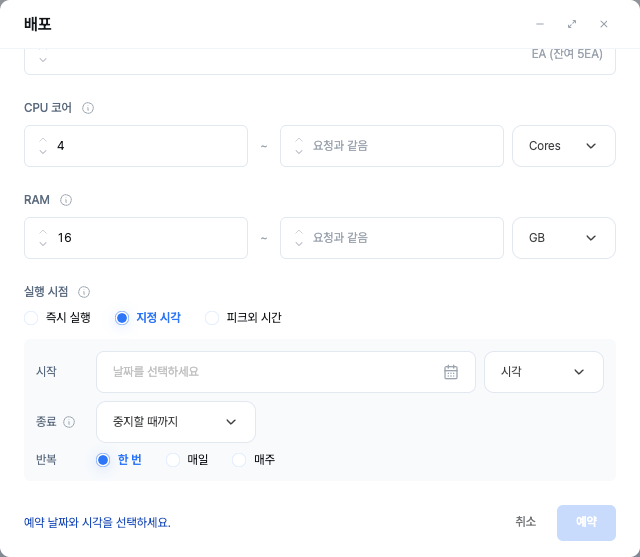 배포
EA (잔여 5EA)
CPU 코어
4 ~ 요청과 같음 Cores
RAM
16 ~ 요청과 같음 GB
실행 시점
즉시 실행 지정 시각 피크외 시간
시작 날짜를 선택하세요 시각
종료 중지할 때까지
반복 한 번 매일 매주
예약 날짜와 시각을 선택하세요. 취소 예약